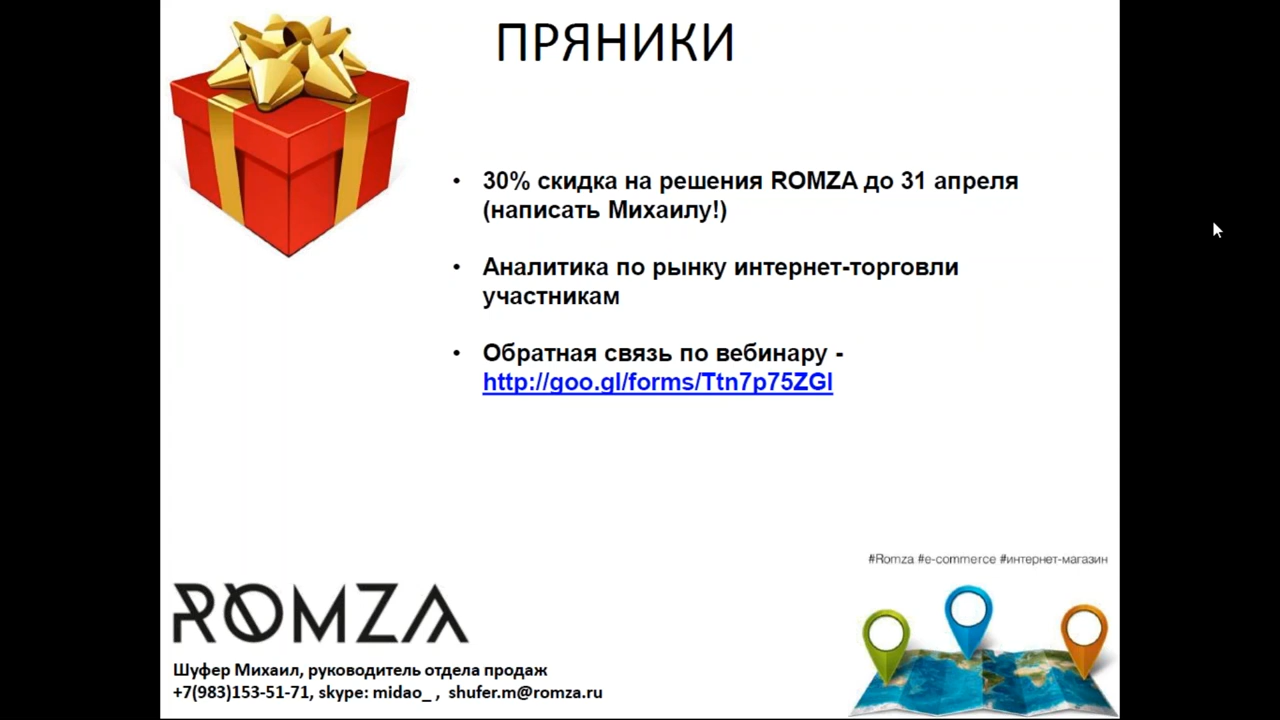 ПРЯНИКИ
• 30% скидка на решения ROMZA до 31 апреля
(написать Михаилу!)
• Аналитика по рынку интернет-торговли
участникам
• Обратная связь по вебинару -
http://goo.gl/forms/Ttn7p75ZGl
#Romza #e-commerce #интернет-магазин
ROMZA
Шуфер Михаил, руководитель отдела продаж
+7(983)153-51-71, skype: midao_ , shufer.m@romza.ru